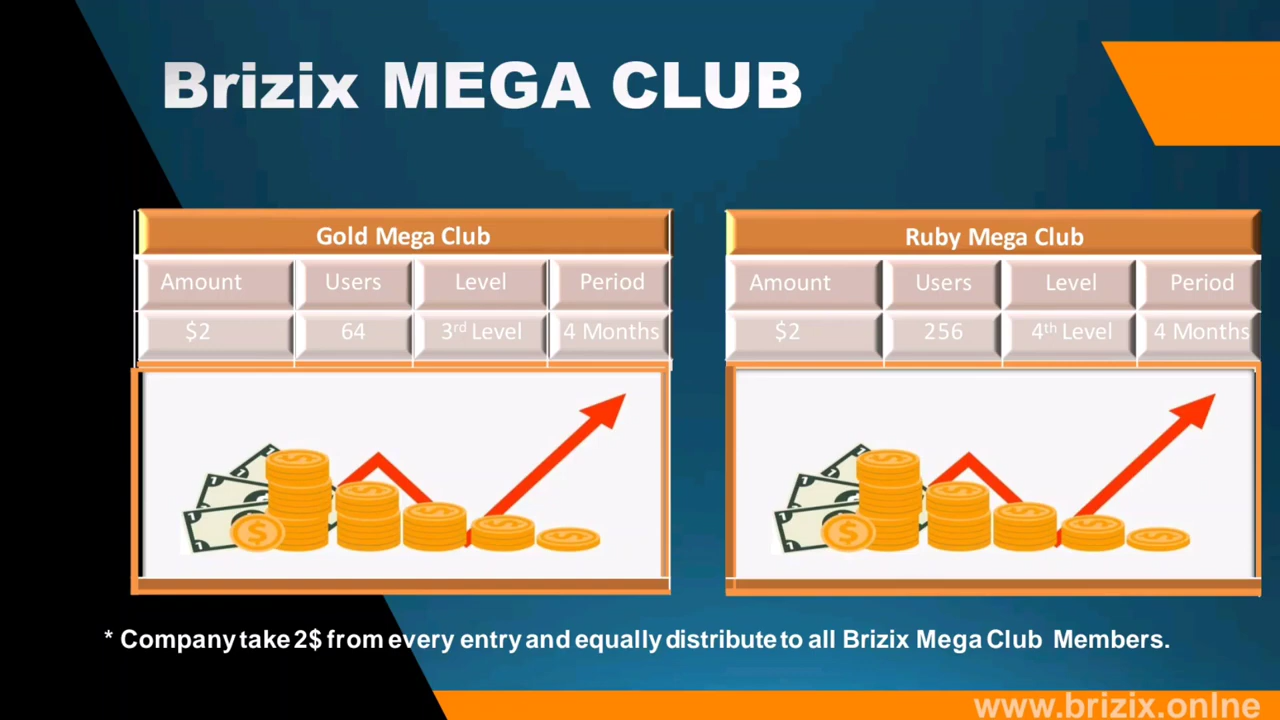 Brizix MEGA CLUB
Gold Mega Club
Amount Users Level Period
$2 64 3rd Level 4 Months
Ruby Mega Club
Amount Users Level Period
$2 256 4th Level 4 Months
* Company take 2$ from every entry and equally distribute to all Brizix Mega Club Members.
www.brizix.onlne